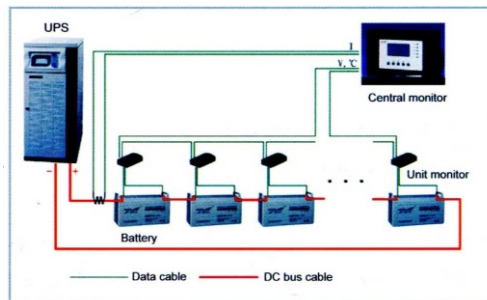 UPS
I
V, ℃
Central monitor
− +
Unit monitor
. . .
Battery
Data cable
DC bus cable